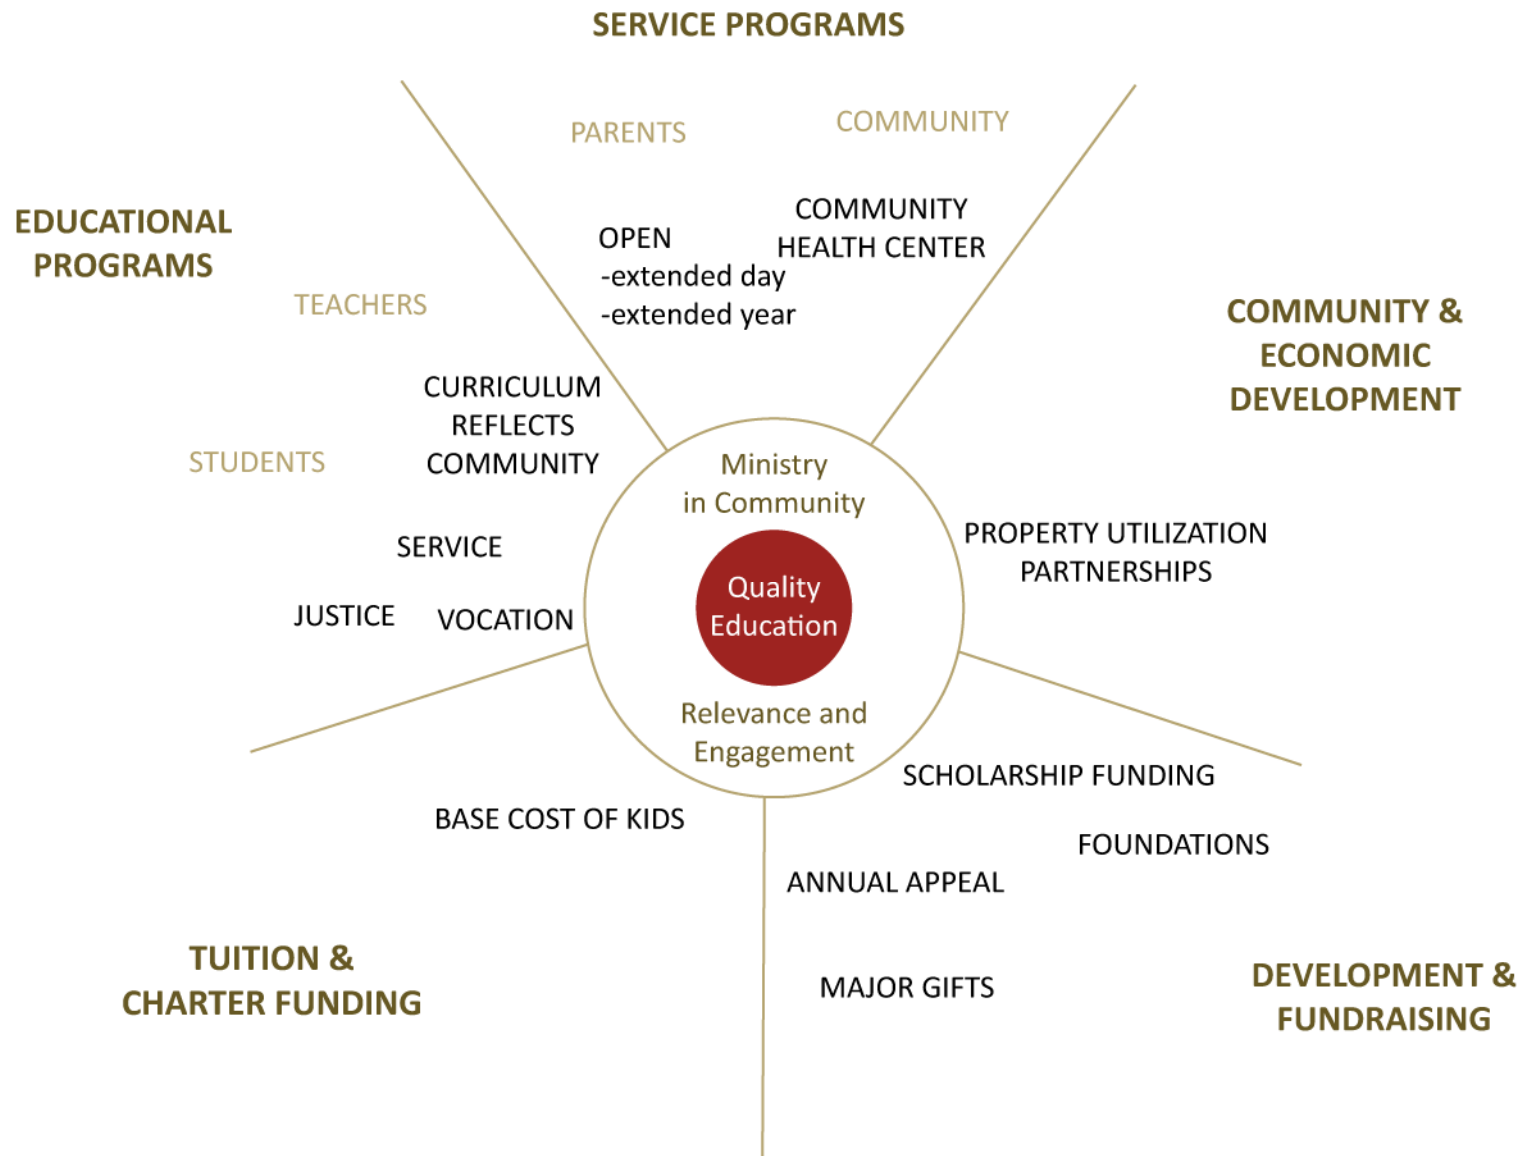 SERVICE PROGRAMS
PARENTS
COMMUNITY
OPEN
-extended day
-extended year
COMMUNITY
HEALTH CENTER
EDUCATIONAL
PROGRAMS
TEACHERS
STUDENTS
CURRICULUM
REFLECTS
COMMUNITY
SERVICE
JUSTICE
VOCATION
COMMUNITY &
ECONOMIC
DEVELOPMENT
PROPERTY UTILIZATION
PARTNERSHIPS
Ministry
in Community
Quality
Education
Relevance and
Engagement
BASE COST OF KIDS
TUITION &
CHARTER FUNDING
SCHOLARSHIP FUNDING
FOUNDATIONS
ANNUAL APPEAL
MAJOR GIFTS
DEVELOPMENT &
FUNDRAISING